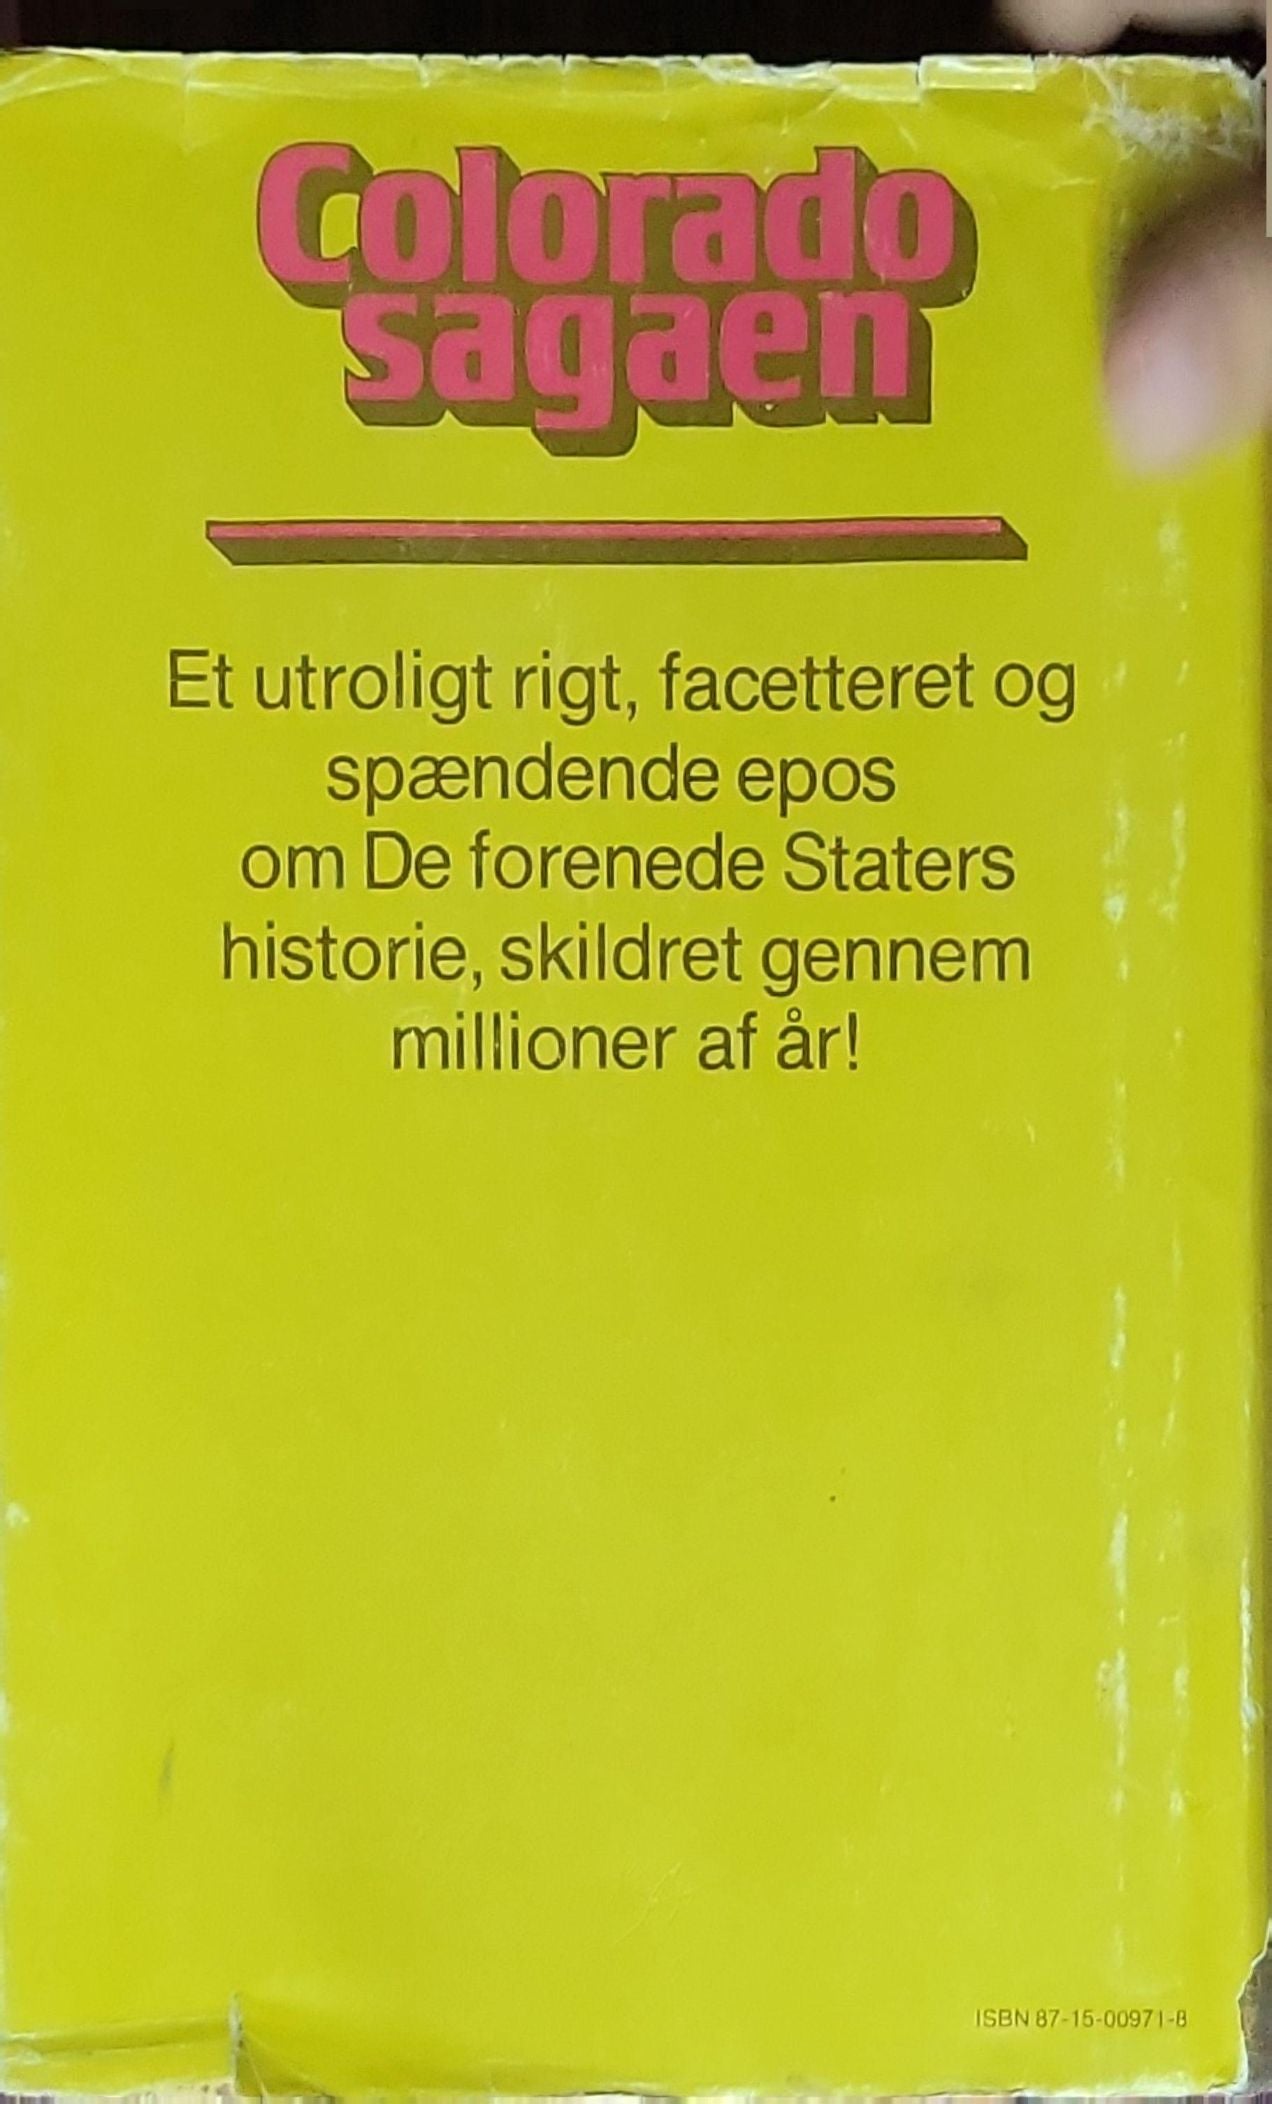 Colorado
sagaen
Et utroligt rigt, facetteret og
spændende epos
om De forenede Staters
historie, skildret gennem
millioner af år!
ISBN 87-15-00971-8